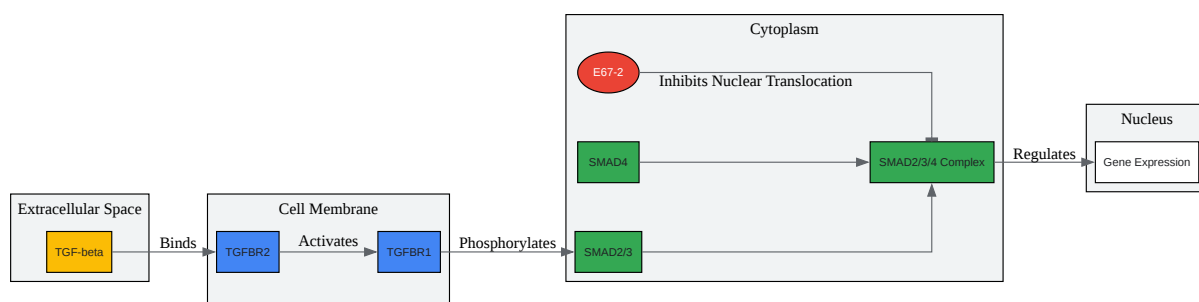 Cytoplasm
E67-2
Inhibits Nuclear Translocation
Nucleus
SMAD4
SMAD2/3/4 Complex
Regulates
Gene Expression
Extracellular Space
Cell Membrane
TGF-beta
Binds
TGFBR2
Activates
TGFBR1
Phosphorylates
SMAD2/3